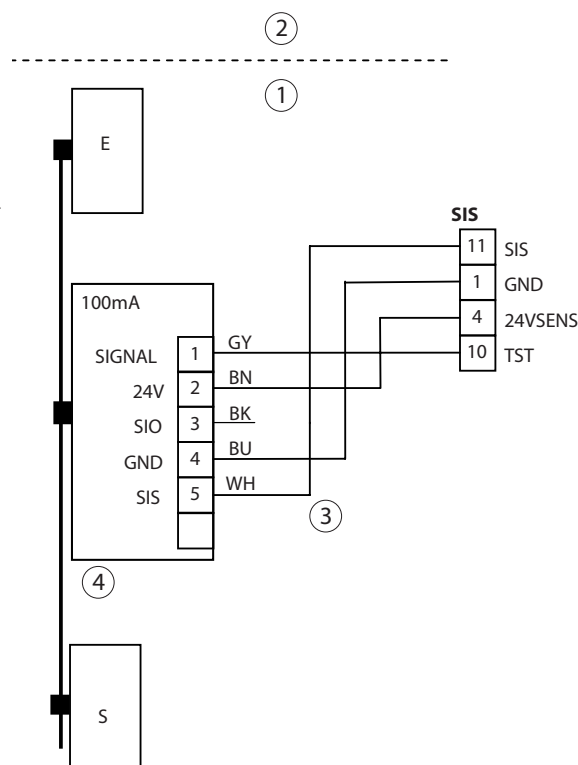 2
1
E
SIS
11 SIS
1 GND
4 24VSENS
10 TST
100mA
SIGNAL 1 GY
24V 2 BN
SIO 3 BK
GND 4 BU
SIS 5 WH
3
4
S